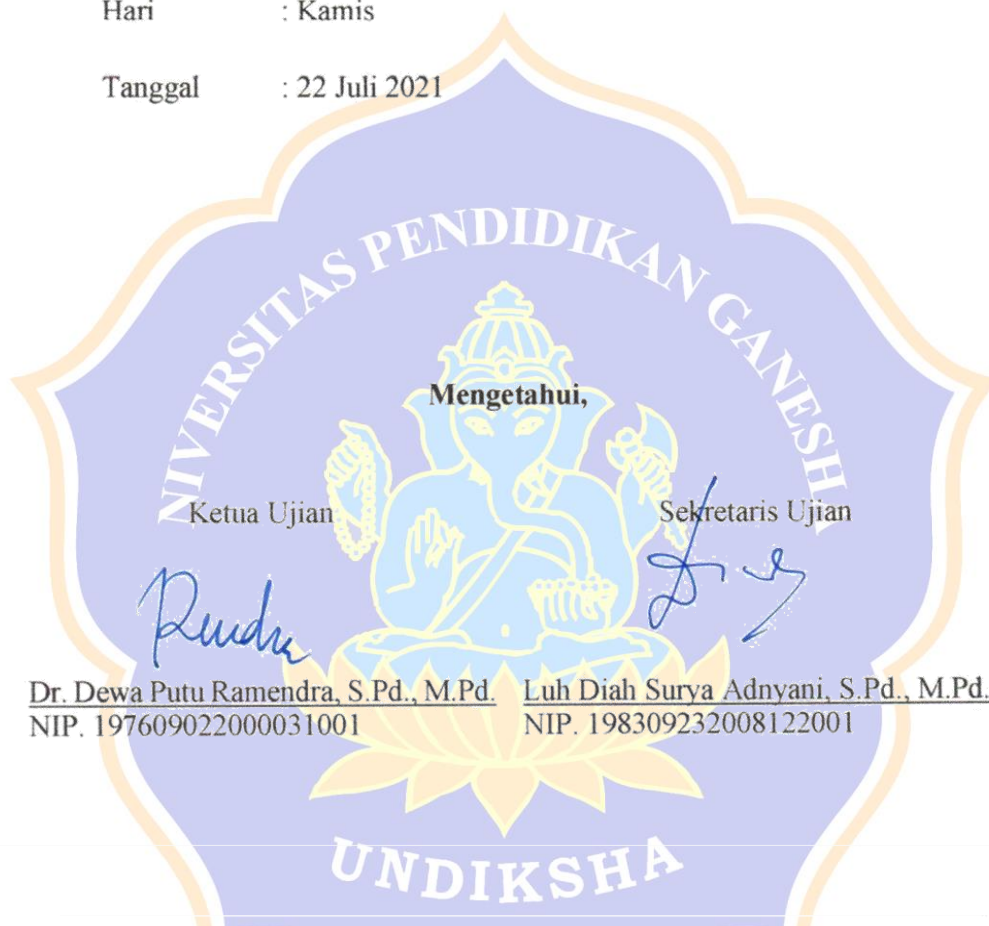 Hari : Kamis
Tanggal : 22 Juli 2021
NIVERSITAS PENDIDIKAN GANESHA
Mengetahui,
Ketua Ujian Sekretaris Ujian
Dr. Dewa Putu Ramendra, S.Pd., M.Pd. Luh Diah Surya Adnyani, S.Pd., M.Pd.
NIP. 197609022000031001 NIP. 198309232008122001
UNDIKSHA